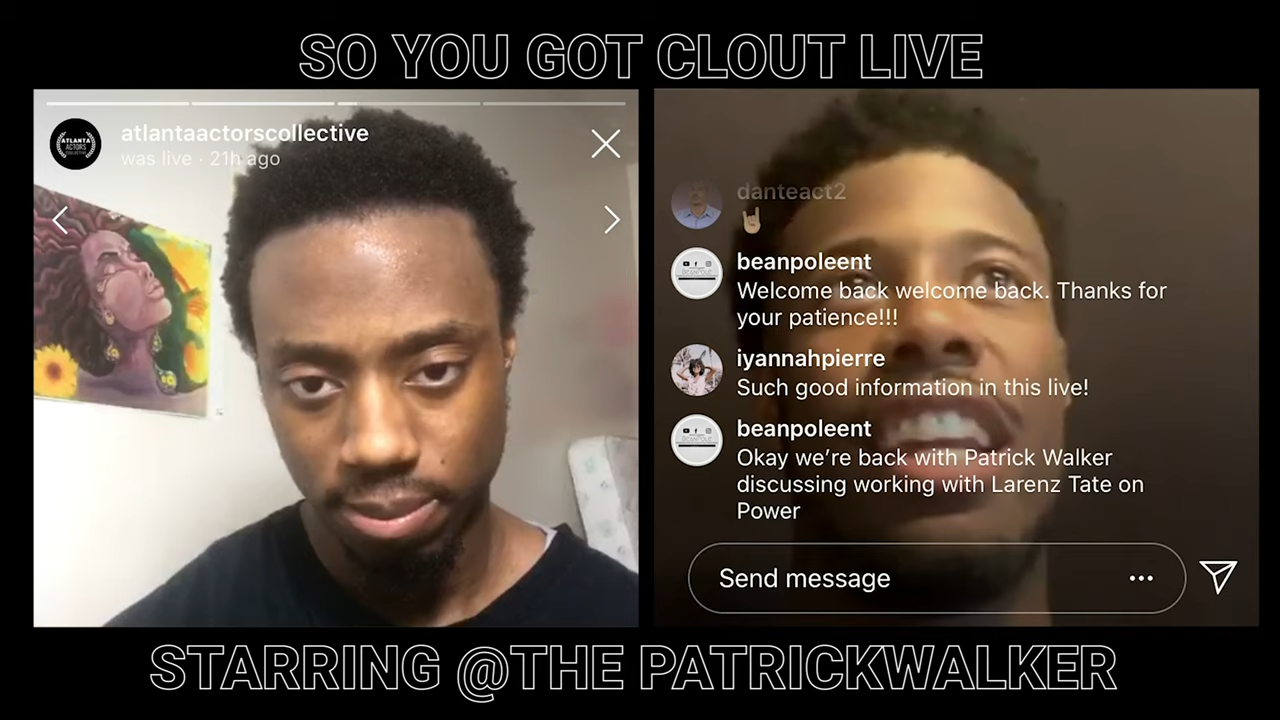 SO YOU GOT CLOUT LIVE
ATLANTA
ACTORS
atlantaactorscollective
was live · 21h ago
danteact2
🤘🏼
beanpoleent
Welcome back welcome back. Thanks for
your patience!!!
iyannahpierre
Such good information in this live!
beanpoleent
Okay we’re back with Patrick Walker
discussing working with Larenz Tate on
Power
Send message
STARRING @THE PATRICKWALKER